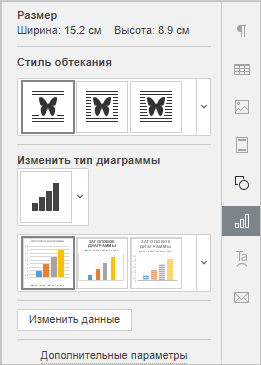 Размер
Ширина: 15.2 см Высота: 8.9 см
Стиль обтекания
Изменить тип диаграммы
ЗАГОЛОВОК
ДИАГРАММЫ
ЗАГОЛОВОК
ДИАГРАММЫ
Изменить данные
Дополнительные параметры
Ta